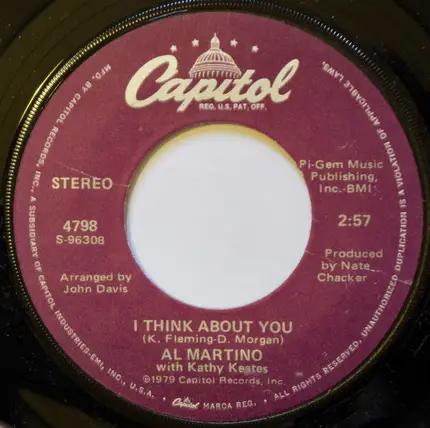 Capitol
REG. U.S. PAT. OFF.
STEREO
4798
S-96308
Arranged by
John Davis
Pi-Gem Music
Publishing,
Inc.-BMI
2:57
Produced
by Nate
Chacker
I THINK ABOUT YOU
(K. Fleming-D. Morgan)
AL MARTINO
with Kathy Keates
©1979 Capitol Records, Inc.
MFD. BY CAPITOL RECORDS, INC., A SUBSIDIARY OF CAPITOL INDUSTRIES-EMI, INC., U.S.A. • Capitol MARCA REG. • ALL RIGHTS RESERVED. UNAUTHORIZED DUPLICATION IS A VIOLATION OF APPLICABLE LAWS.